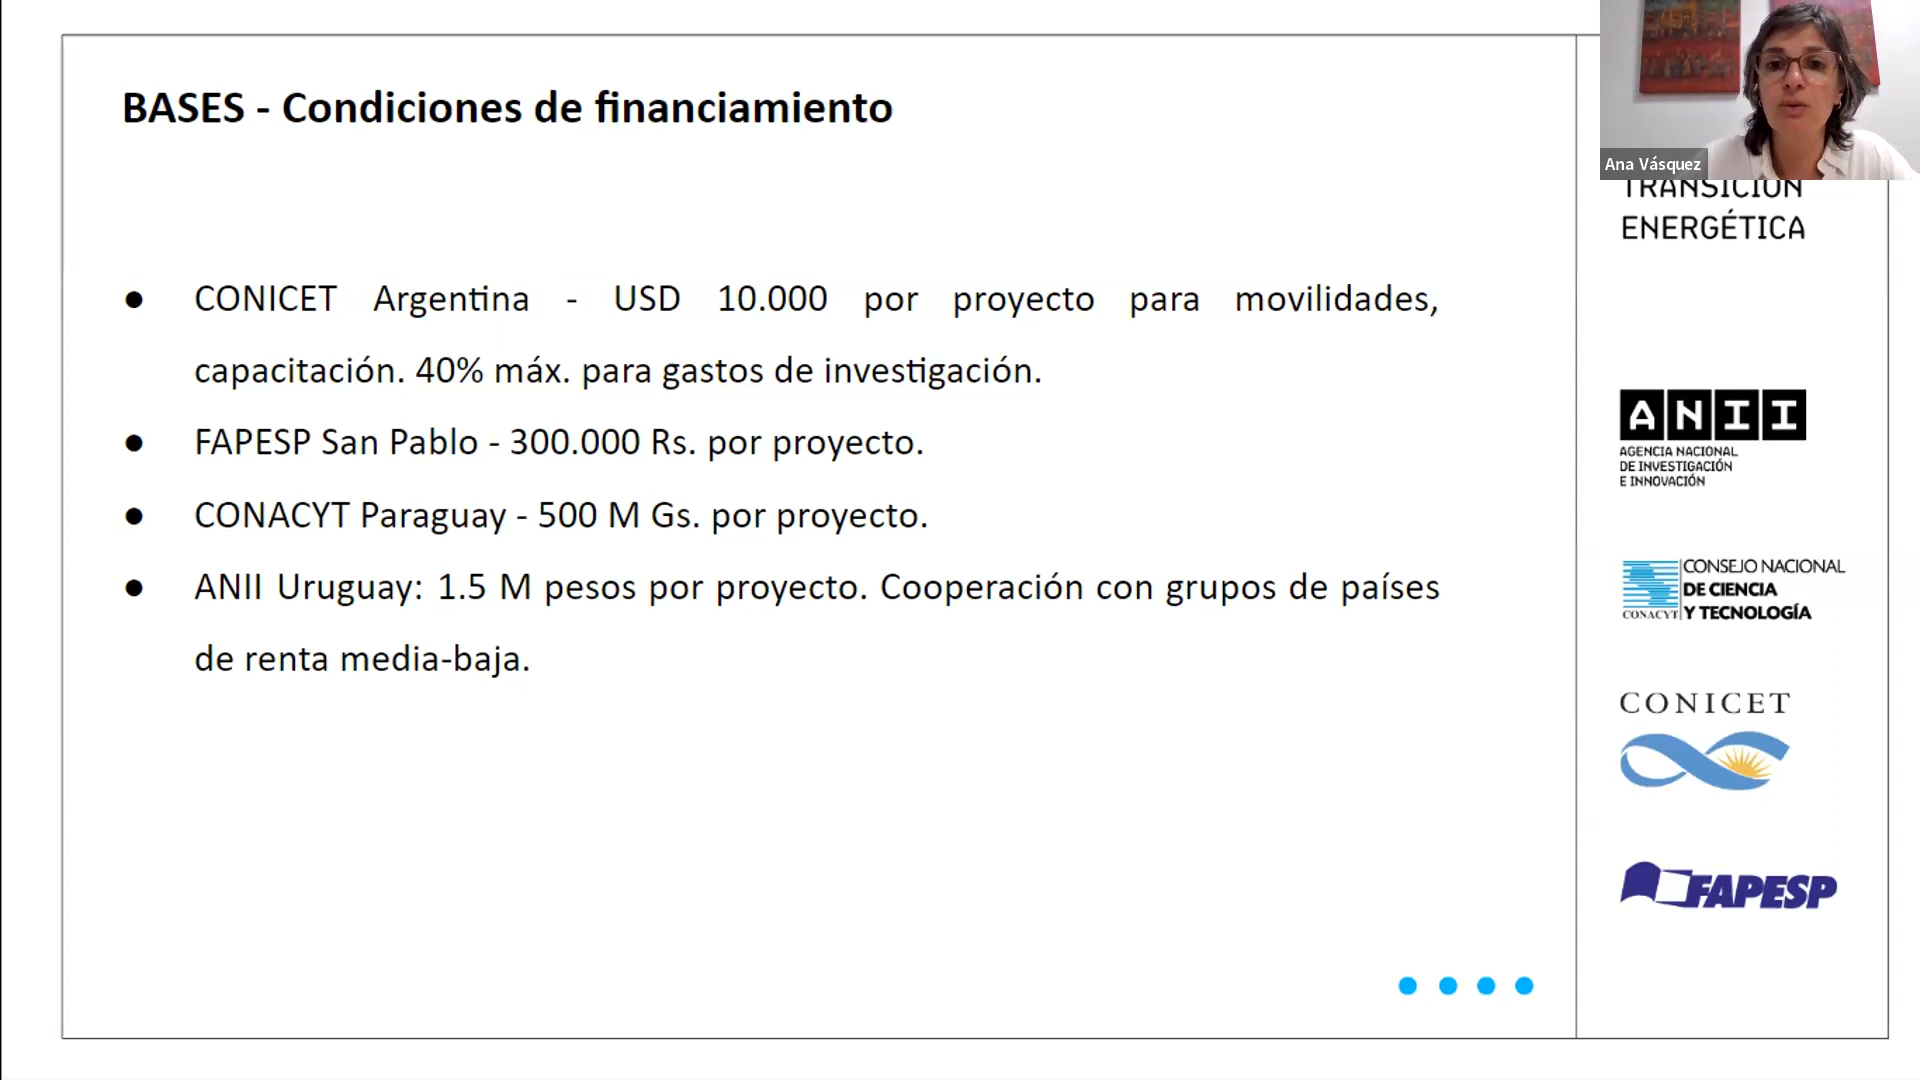 BASES - Condiciones de financiamiento
● CONICET Argentina - USD 10.000 por proyecto para movilidades,
capacitación. 40% máx. para gastos de investigación.
● FAPESP San Pablo - 300.000 Rs. por proyecto.
● CONACYT Paraguay - 500 M Gs. por proyecto.
● ANII Uruguay: 1.5 M pesos por proyecto. Cooperación con grupos de países
de renta media-baja.
Ana Vásquez
TRANSICIÓN
ENERGÉTICA
ANII
AGENCIA NACIONAL
DE INVESTIGACIÓN
E INNOVACIÓN
CONACYT
CONSEJO NACIONAL
DE CIENCIA
Y TECNOLOGÍA
CONICET
FAPESP